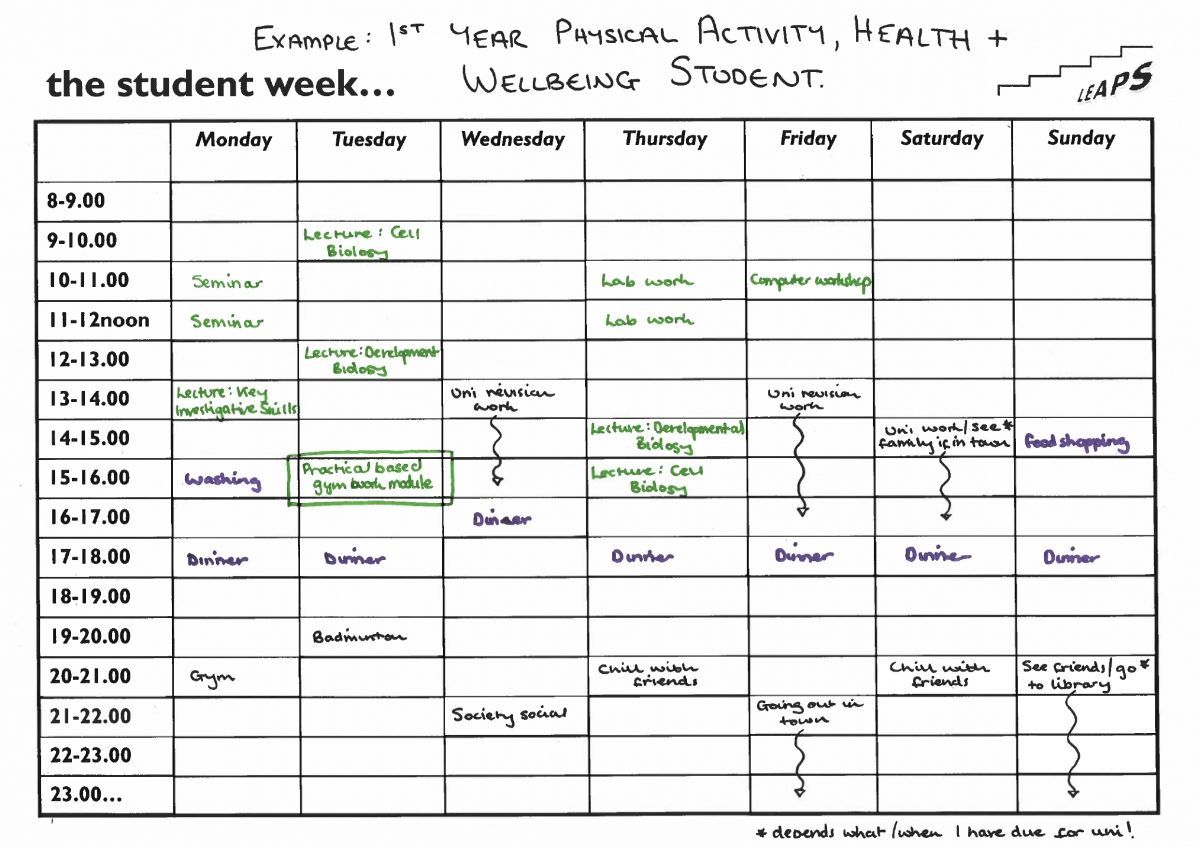 EXAMPLE: 1ST YEAR PHYSICAL ACTIVITY, HEALTH +
the student week... WELLBEING STUDENT.
LEAPS
Monday Tuesday Wednesday Thursday Friday Saturday Sunday
8-9.00
9-10.00 Lecture: Cell
Biology
10-11.00 Seminar Lab work Computer workshop
11-12noon Seminar Lab work
12-13.00 Lecture: Development
Biology
13-14.00 Lecture: Key Uni revision Uni revision
Investigative Skills work work
14-15.00 Lecture: Developmental Uni work/see * food shopping
Biology family if in town
15-16.00 Washing Practical based Lecture: Cell
gym work module Biology
16-17.00 Dinner
17-18.00 Dinner Dinner Dinner Dinner Dinner Dinner
18-19.00
19-20.00 Badminton
20-21.00 Gym Chill with Chill with See friends/go *
friends friends to library
21-22.00 Society social Going out in
town
22-23.00
23.00...
* depends what/when I have due for uni!